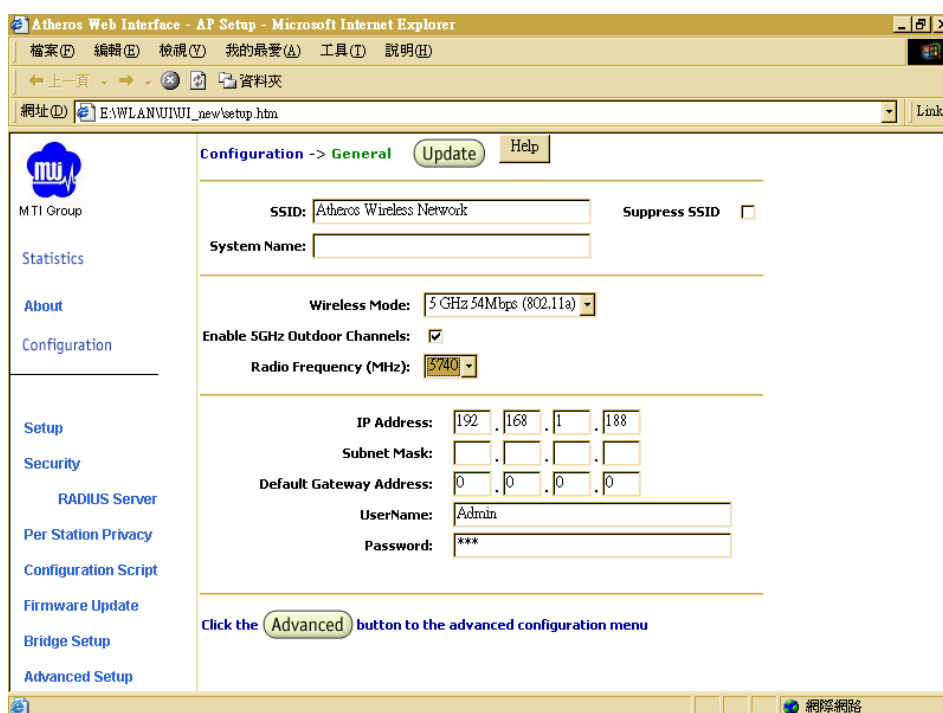 Atheros Web Interface - AP Setup - Microsoft Internet Explorer
檔案(F) 編輯(E) 檢視(V) 我的最愛(A) 工具(T) 說明(H)
上一頁 資料夾
網址(D) E:\WLAN\UI\UI_new\setup.htm Link
MTI Group
Statistics
About
Configuration
Setup
Security
RADIUS Server
Per Station Privacy
Configuration Script
Firmware Update
Bridge Setup
Advanced Setup
Configuration -> General Update Help
SSID: Atheros Wireless Network Suppress SSID
System Name:
Wireless Mode: 5 GHz 54Mbps (802.11a)
Enable 5GHz Outdoor Channels:
Radio Frequency (MHz): 5740
IP Address: 192 . 168 . 1 . 188
Subnet Mask: . . .
Default Gateway Address: 0 . 0 . 0 . 0
UserName: Admin
Password: ***
Click the Advanced button to the advanced configuration menu
網際網路